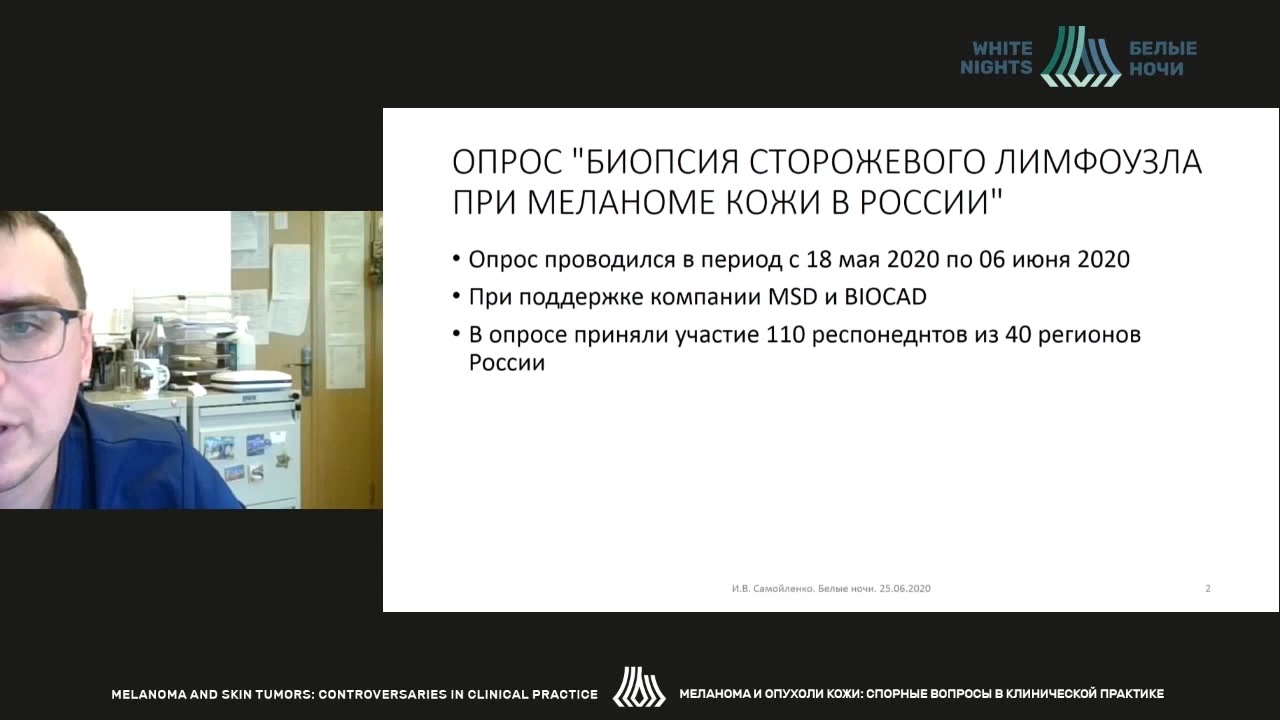 WHITE
NIGHTS
БЕЛЫЕ
НОЧИ
ОПРОС "БИОПСИЯ СТОРОЖЕВОГО ЛИМФОУЗЛА
ПРИ МЕЛАНОМЕ КОЖИ В РОССИИ"
• Опрос проводился в период с 18 мая 2020 по 06 июня 2020
• При поддержке компании MSD и BIOCAD
• В опросе приняли участие 110 респонеднтов из 40 регионов
России
И.В. Самойленко. Белые ночи. 25.06.2020
2
MELANOMA AND SKIN TUMORS: CONTROVERSARIES IN CLINICAL PRACTICE
МЕЛАНОМА И ОПУХОЛИ КОЖИ: СПОРНЫЕ ВОПРОСЫ В КЛИНИЧЕСКОЙ ПРАКТИКЕ